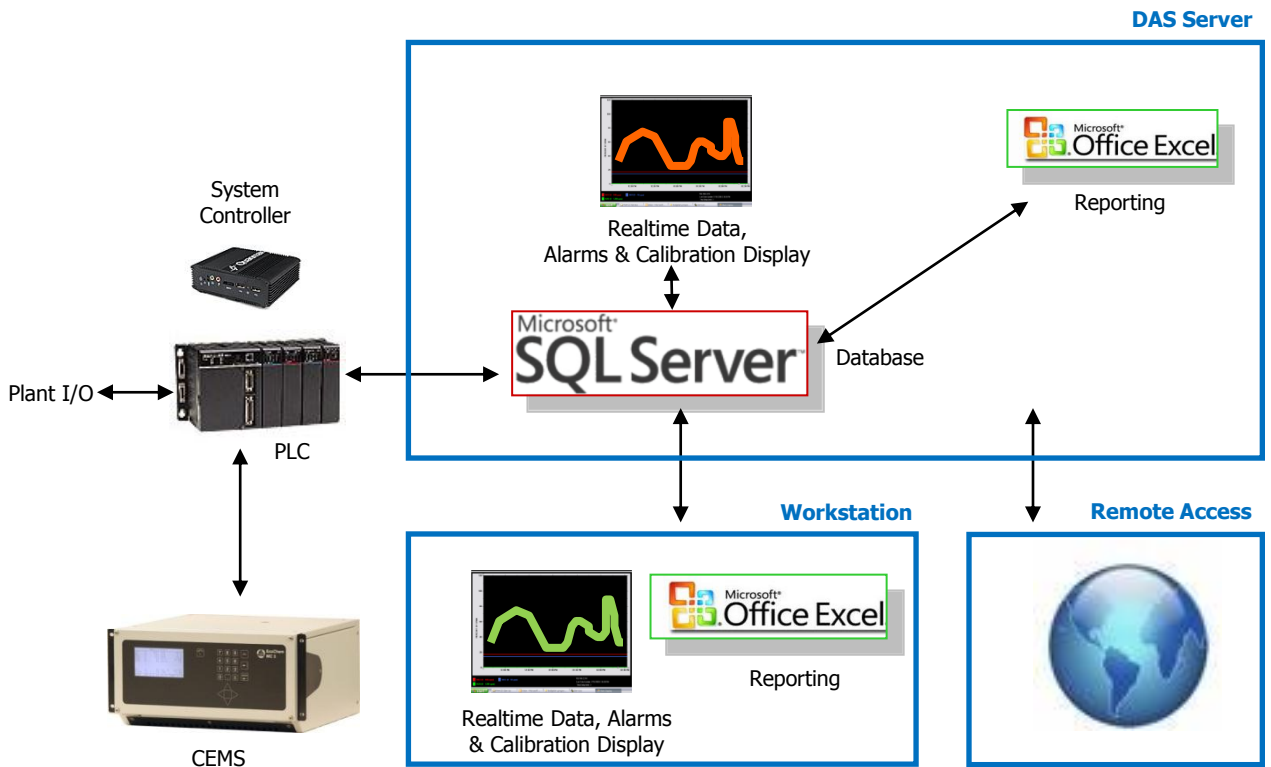 DAS Server
Microsoft®
Office Excel
Reporting
Realtime Data,
Alarms & Calibration Display
System
Controller
Microsoft®
SQL Server™
Database
Plant I/O
PLC
Workstation
Remote Access
Microsoft®
Office Excel
Reporting
Realtime Data, Alarms
& Calibration Display
CEMS